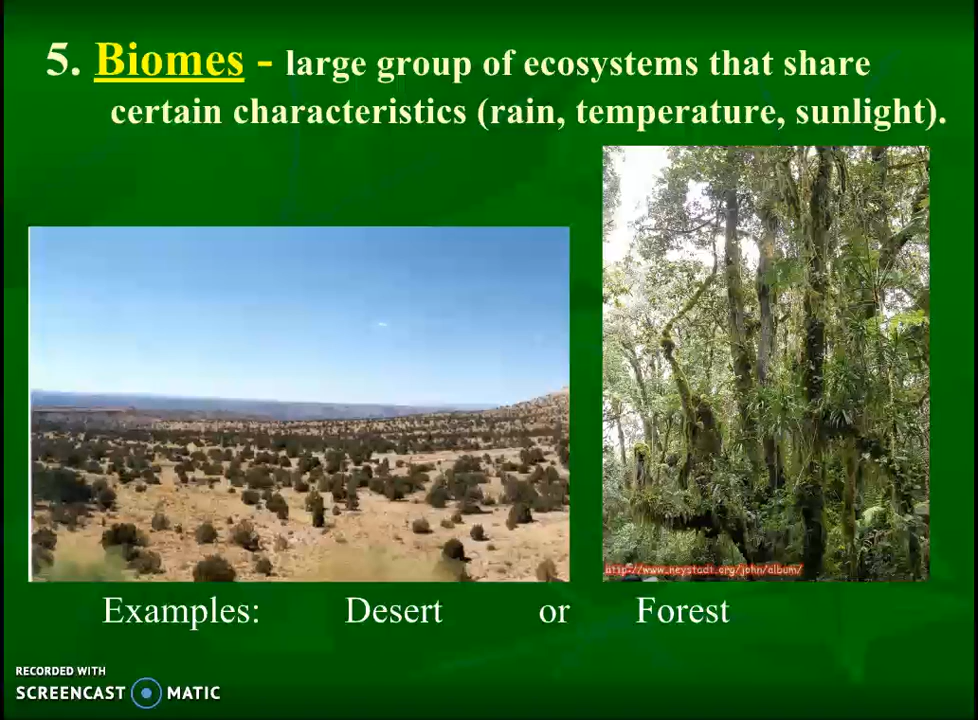 5. Biomes - large group of ecosystems that share
certain characteristics (rain, temperature, sunlight).
http://www.neystadt.org/john/album/
Examples: Desert or Forest
RECORDED WITH
SCREENCAST MATIC